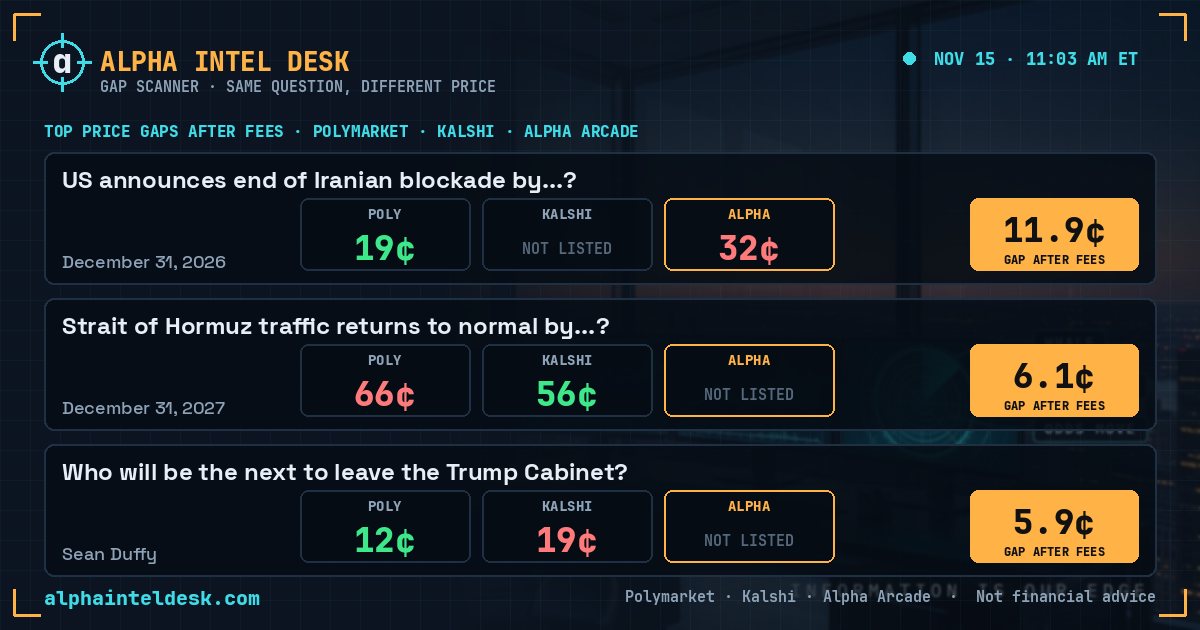 α
ALPHA INTEL DESK
NOV 15 · 11:03 AM ET
GAP SCANNER · SAME QUESTION, DIFFERENT PRICE
TOP PRICE GAPS AFTER FEES · POLYMARKET · KALSHI · ALPHA ARCADE
US announces end of Iranian blockade by...?
December 31, 2026
POLY
19¢
KALSHI
NOT LISTED
ALPHA
32¢
11.9¢
GAP AFTER FEES
Strait of Hormuz traffic returns to normal by...?
December 31, 2027
POLY
66¢
KALSHI
56¢
ALPHA
NOT LISTED
6.1¢
GAP AFTER FEES
Who will be the next to leave the Trump Cabinet?
Sean Duffy
POLY
12¢
KALSHI
19¢
ALPHA
NOT LISTED
5.9¢
GAP AFTER FEES
INFORMATION IS OUR EDGE
alphainteldesk.com
Polymarket · Kalshi · Alpha Arcade · Not financial advice